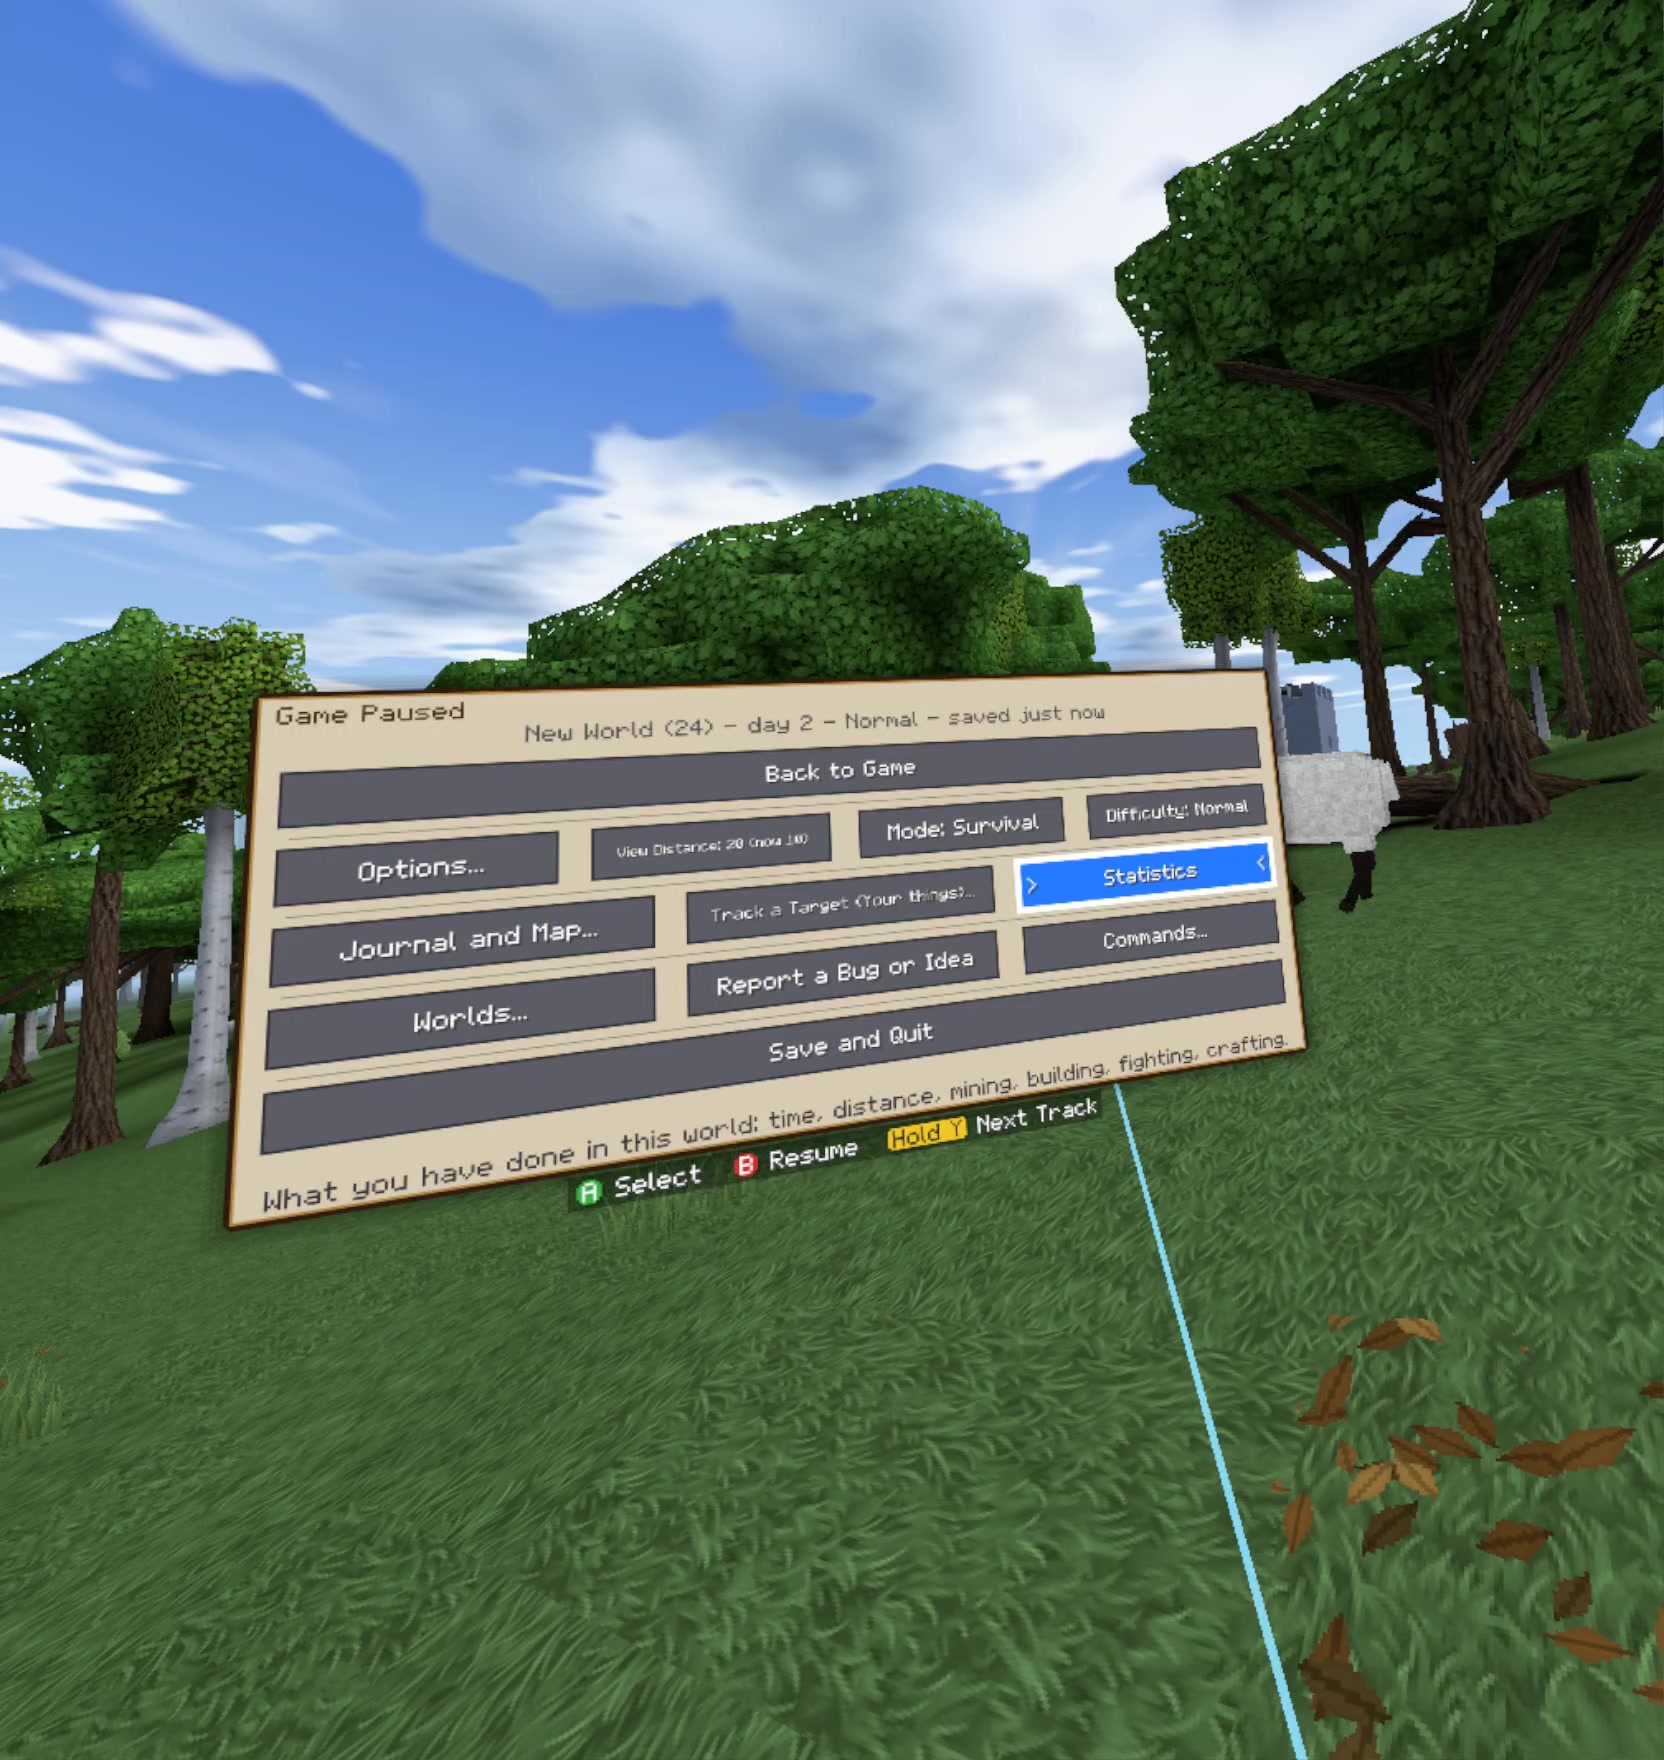 Game Paused
New World (24) - day 2 - Normal - saved just now
Back to Game
Options...
View Distance: 20 (now 10)
Mode: Survival
Difficulty: Normal
Journal and Map...
Track a Target (Your things)...
> Statistics <
Worlds...
Report a Bug or Idea
Commands...
Save and Quit
What you have done in this world: time, distance, mining, building, fighting, crafting.
A Select B Resume Hold Y Next Track